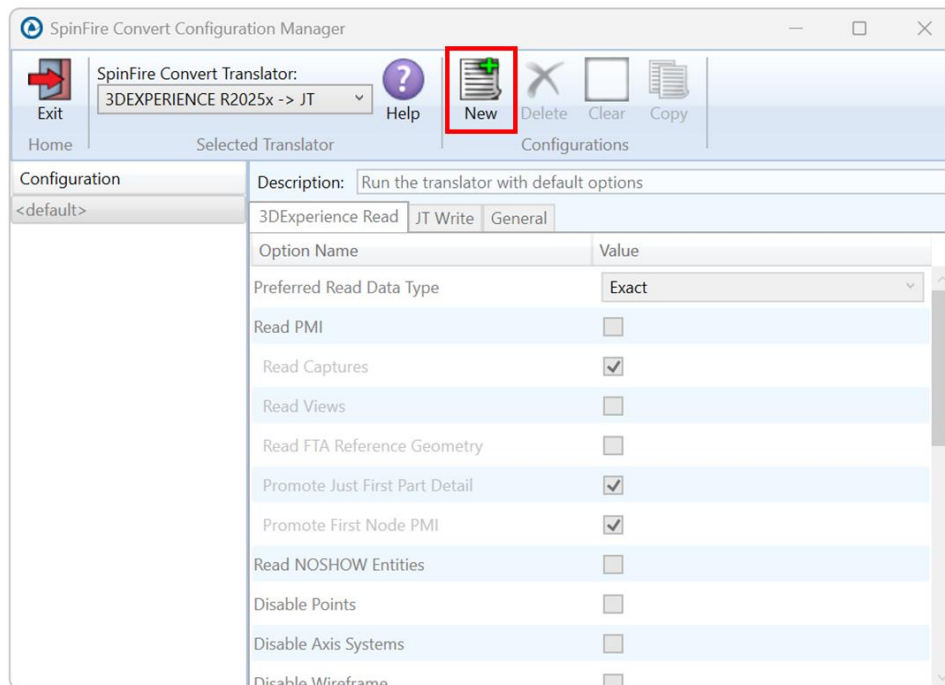 SpinFire Convert Configuration Manager
SpinFire Convert Translator:
3DEXPERIENCE R2025x -> JT
Exit
Help
New
Delete
Clear
Copy
Home
Selected Translator
Configurations
Configuration
<default>
Description: Run the translator with default options
3DExperience Read JT Write General
Option Name Value
Preferred Read Data Type Exact
Read PMI
Read Captures
Read Views
Read FTA Reference Geometry
Promote Just First Part Detail
Promote First Node PMI
Read NOSHOW Entities
Disable Points
Disable Axis Systems
Disable Wireframe